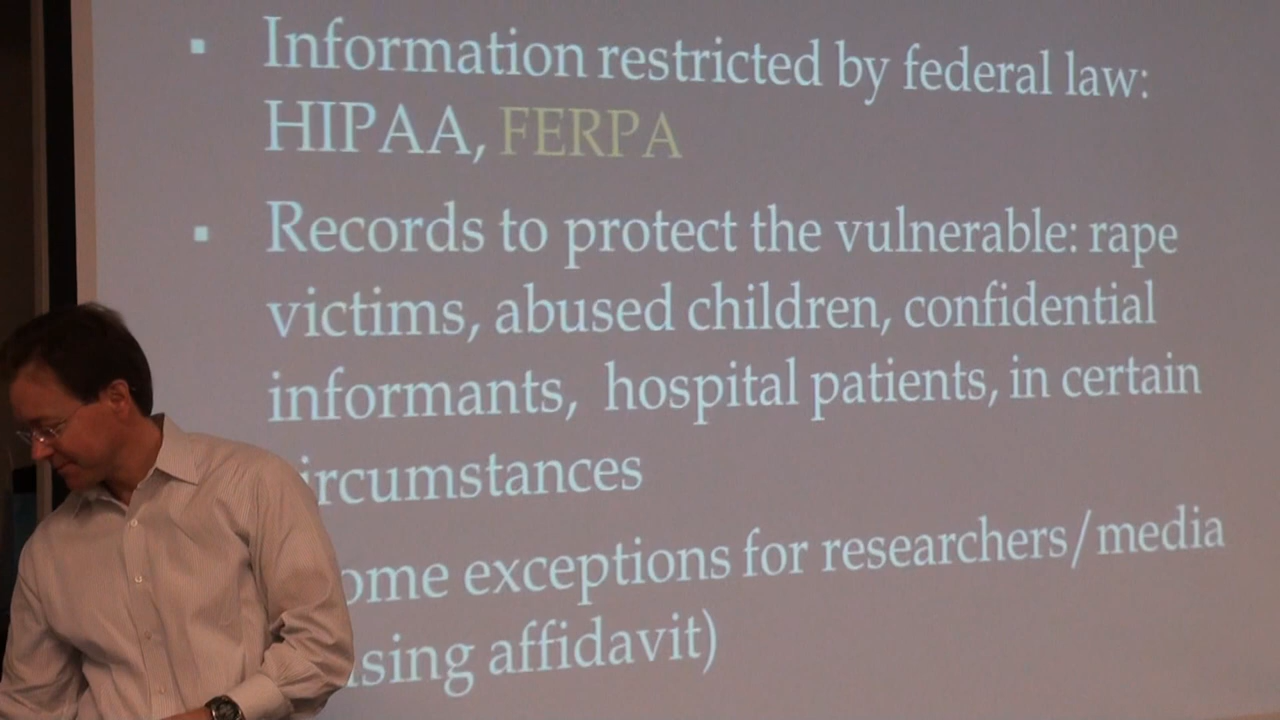 ▪ Information restricted by federal law:
HIPAA, FERPA
▪ Records to protect the vulnerable: rape
victims, abused children, confidential
informants, hospital patients, in certain
ircumstances
ome exceptions for researchers/media
sing affidavit)